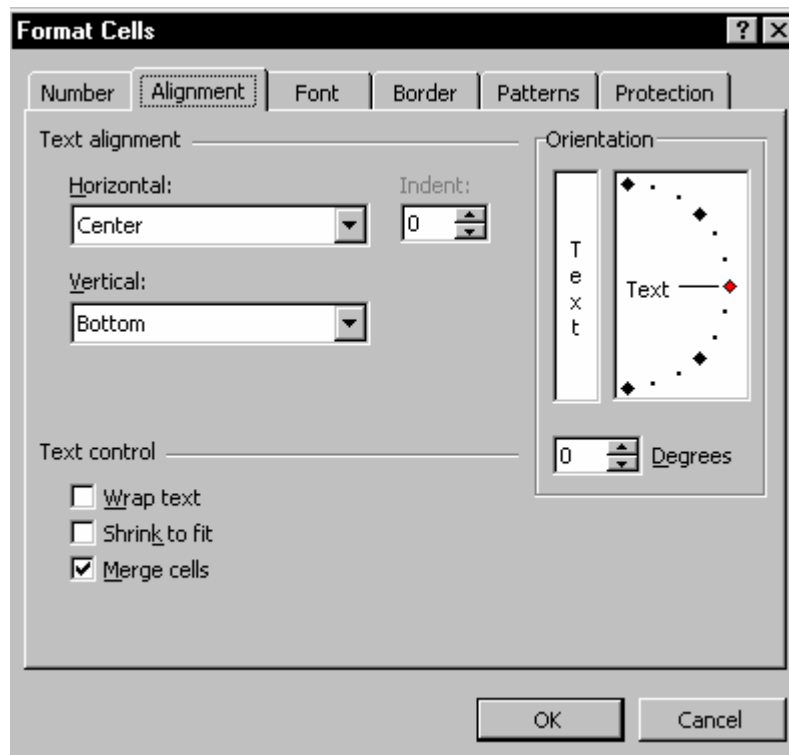 Format Cells
Number Alignment Font Border Patterns Protection
Text alignment
Horizontal:
Center
Indent:
0
Vertical:
Bottom
Text control
Wrap text
Shrink to fit
Merge cells
Orientation
Text
Text
0 Degrees
OK Cancel